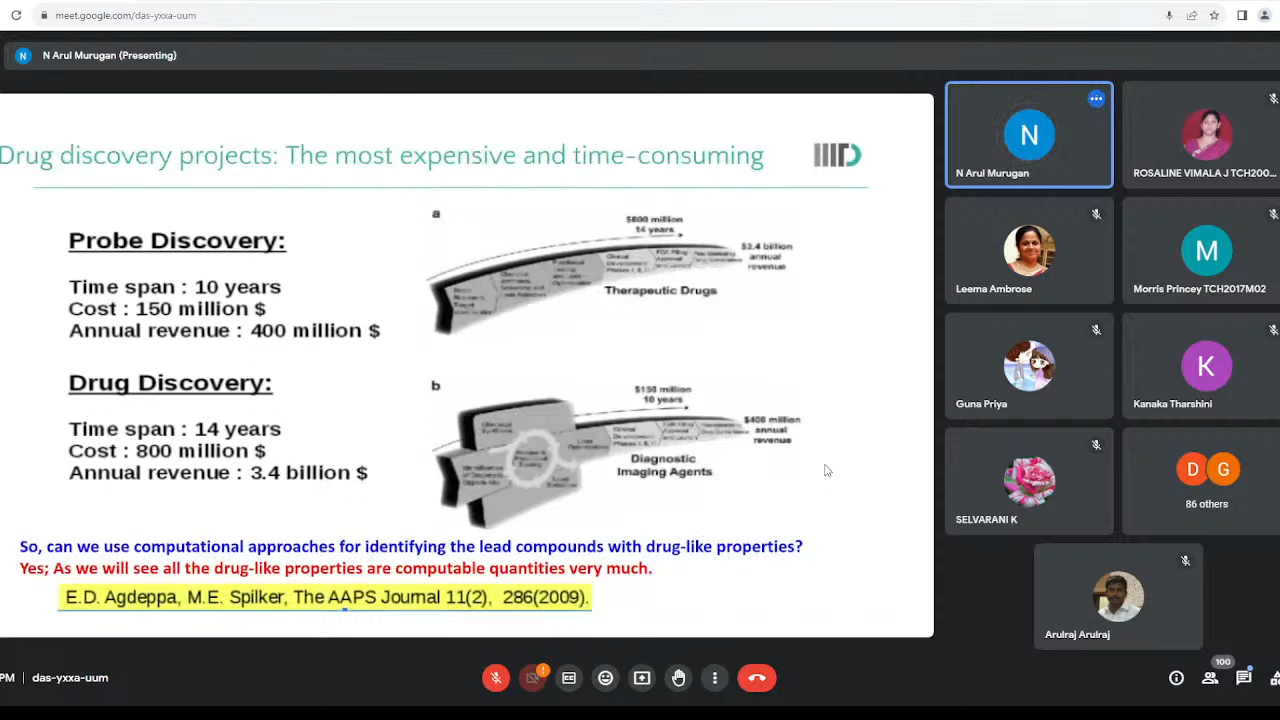 meet.google.com/das-yxxa-uum
N Arul Murugan (Presenting)
Drug discovery projects: The most expensive and time-consuming
Probe Discovery:
Time span : 10 years
Cost : 150 million $
Annual revenue : 400 million $
Drug Discovery:
Time span : 14 years
Cost : 800 million $
Annual revenue : 3.4 billion $
a
$800 million
14 years
$3.4 billion
annual
revenue
Therapeutic Drugs
b
$150 million
10 years
$400 million
annual
revenue
Diagnostic
Imaging Agents
So, can we use computational approaches for identifying the lead compounds with drug-like properties?
Yes; As we will see all the drug-like properties are computable quantities very much.
E.D. Agdeppa, M.E. Spilker, The AAPS Journal 11(2), 286(2009).
N
N Arul Murugan
ROSALINE VIMALA J TCH200...
Leema Ambrose
M
Morris Princey TCH2017M02
Guna Priya
K
Kanaka Tharshini
SELVARANI K
D G
86 others
Arulraj Arulraj
PM
das-yxxa-uum
100